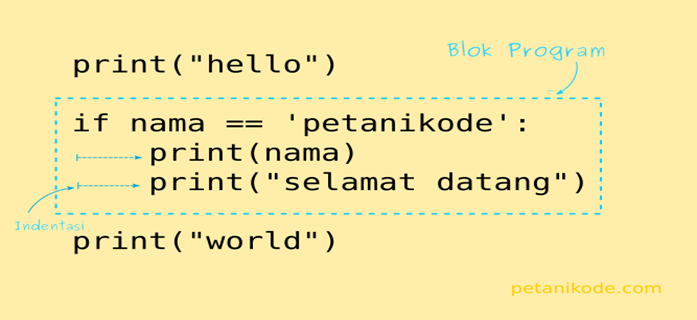 Blok Program
print("hello")
if nama == 'petanikode':
print(nama)
print("selamat datang")
Indentasi
print("world")
petanikode.com